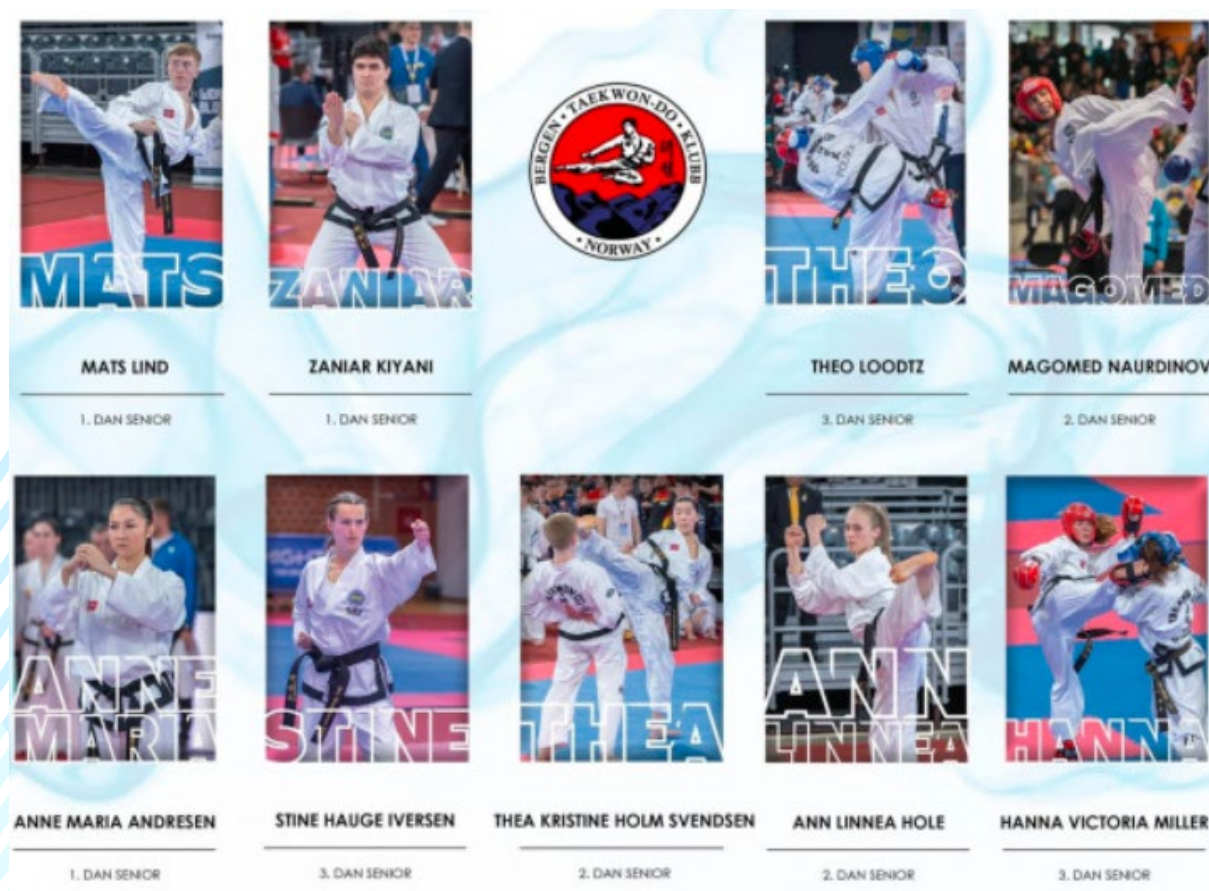 MATS
ZANIAR
BERGEN · TAEKWON-DO · KLUBB
· NORWAY ·
THEO
MAGOMED
MATS LIND
ZANIAR KIYANI
THEO LOODTZ
MAGOMED NAURDINOV
1. DAN SENIOR
1. DAN SENIOR
3. DAN SENIOR
2. DAN SENIOR
ANNE
MARIA
STINE
THEA
ANN
LINNEA
HANNA
ANNE MARIA ANDRESEN
STINE HAUGE IVERSEN
THEA KRISTINE HOLM SVENDSEN
ANN LINNEA HOLE
HANNA VICTORIA MILLER
1. DAN SENIOR
3. DAN SENIOR
2. DAN SENIOR
2. DAN SENIOR
3. DAN SENIOR